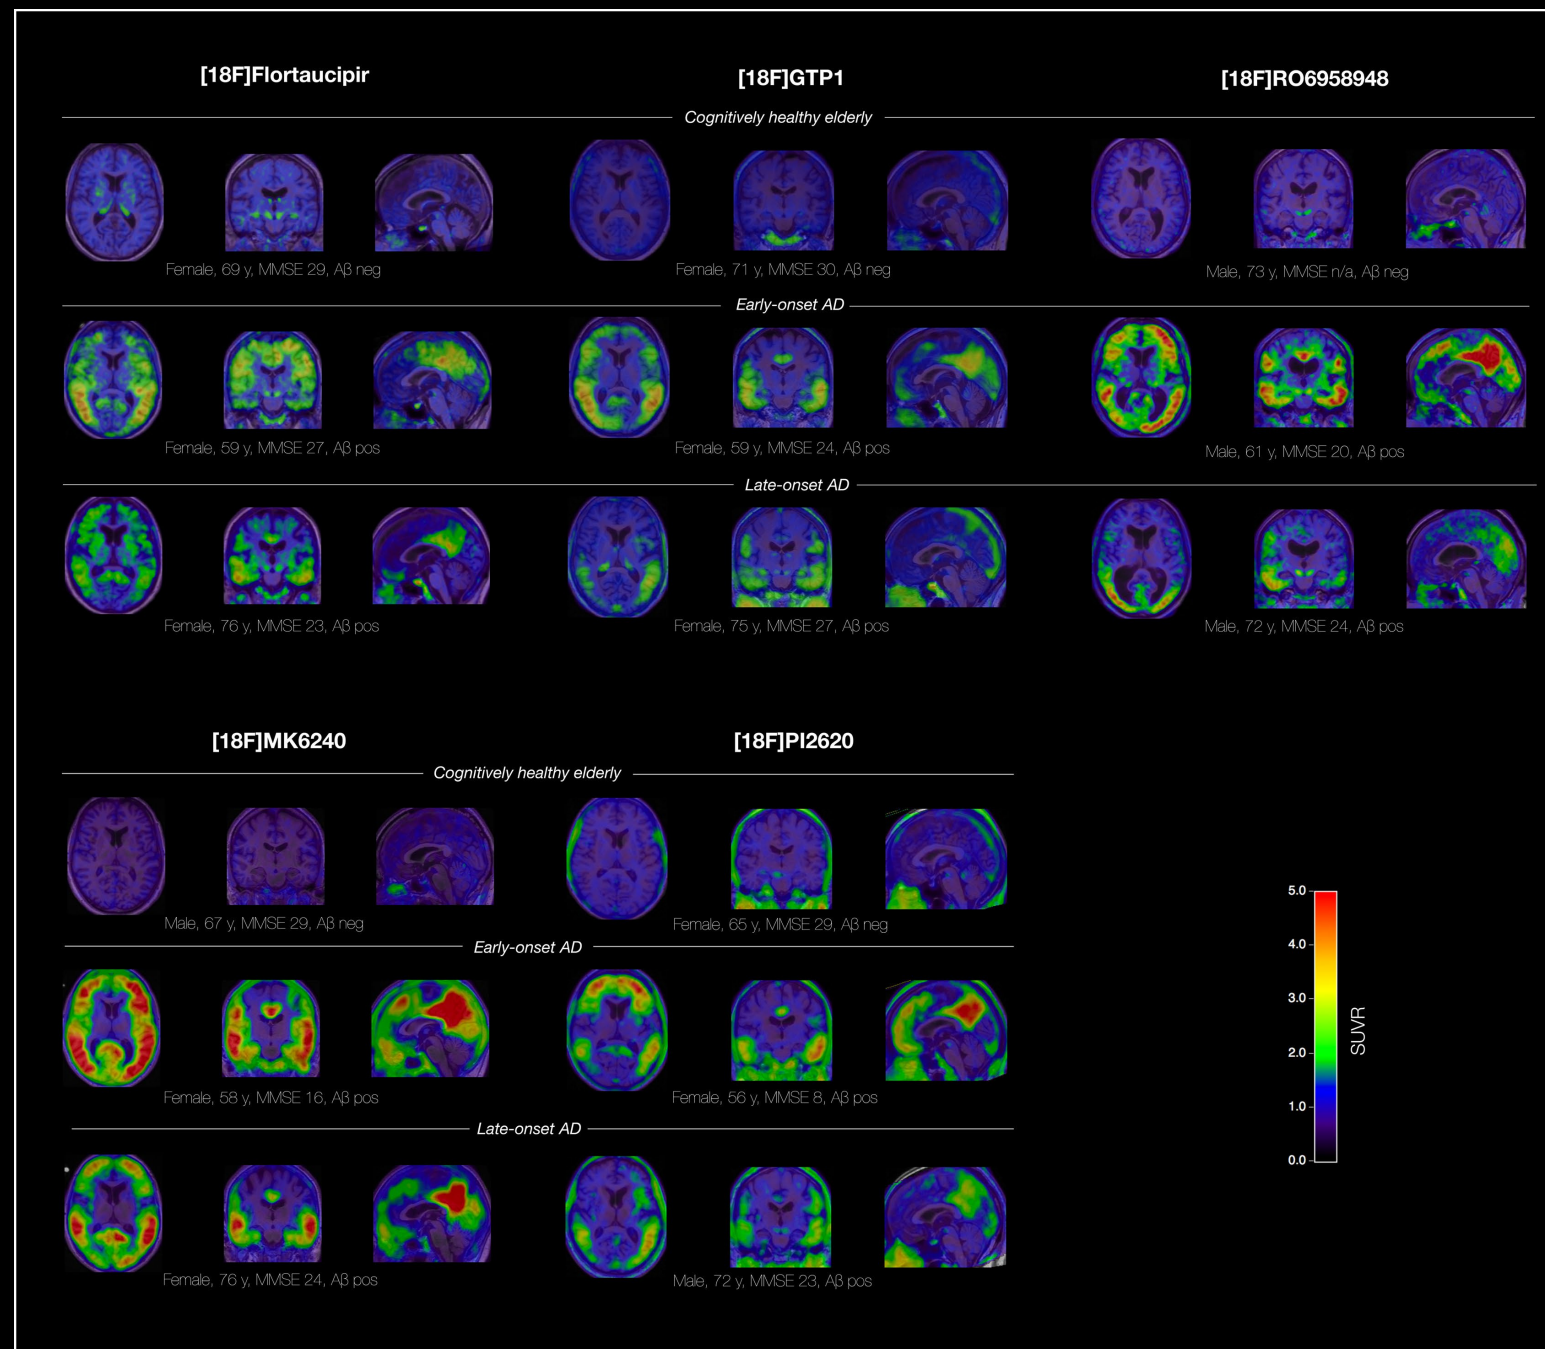 [18F]Flortaucipir
[18F]GTP1
[18F]RO6958948
Cognitively healthy elderly
Female, 69 y, MMSE 29, Aβ neg
Female, 71 y, MMSE 30, Aβ neg
Male, 73 y, MMSE n/a, Aβ neg
Early-onset AD
Female, 59 y, MMSE 27, Aβ pos
Female, 59 y, MMSE 24, Aβ pos
Male, 61 y, MMSE 20, Aβ pos
Late-onset AD
Female, 76 y, MMSE 23, Aβ pos
Female, 75 y, MMSE 27, Aβ pos
Male, 72 y, MMSE 24, Aβ pos
[18F]MK6240
[18F]PI2620
Cognitively healthy elderly
Male, 67 y, MMSE 29, Aβ neg
Female, 65 y, MMSE 29, Aβ neg
Early-onset AD
Female, 58 y, MMSE 16, Aβ pos
Female, 56 y, MMSE 8, Aβ pos
Late-onset AD
Female, 76 y, MMSE 24, Aβ pos
Male, 72 y, MMSE 23, Aβ pos
5.0
4.0
3.0
2.0
1.0
0.0
SUVR